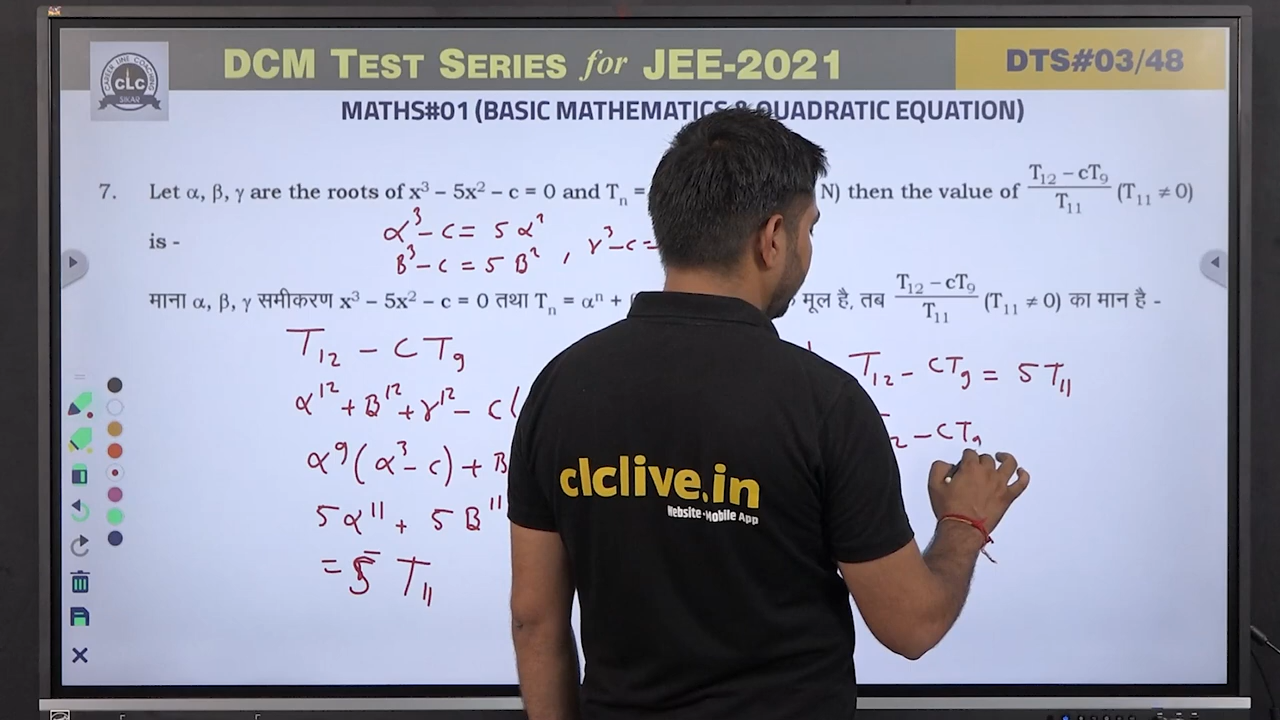 DCM TEST SERIES for JEE-2021
DTS#03/48
CAREER LINE COACHING
CLC
SIKAR
MATHS#01 (BASIC MATHEMATICS & QUADRATIC EQUATION)
7. Let α, β, γ are the roots of x³ – 5x² – c = 0 and Tₙ = N) then the value of (T₁₂ – cT₉)/T₁₁ (T₁₁ ≠ 0)
is -
α³-c = 5α²
β³-c = 5β², γ³-c=
माना α, β, γ समीकरण x³ – 5x² – c = 0 तथा Tₙ = αⁿ + मूल है, तब (T₁₂ – cT₉)/T₁₁ (T₁₁ ≠ 0) का मान है -
T₁₂ - CT₉
α¹²+β¹²+γ¹² - c(
α⁹(α³-c)+β
5α¹¹ + 5β¹¹
= 5 T₁₁
T₁₂ - CT₉ = 5T₁₁
₂ - CT₉
clclive.in
Website • Mobile App